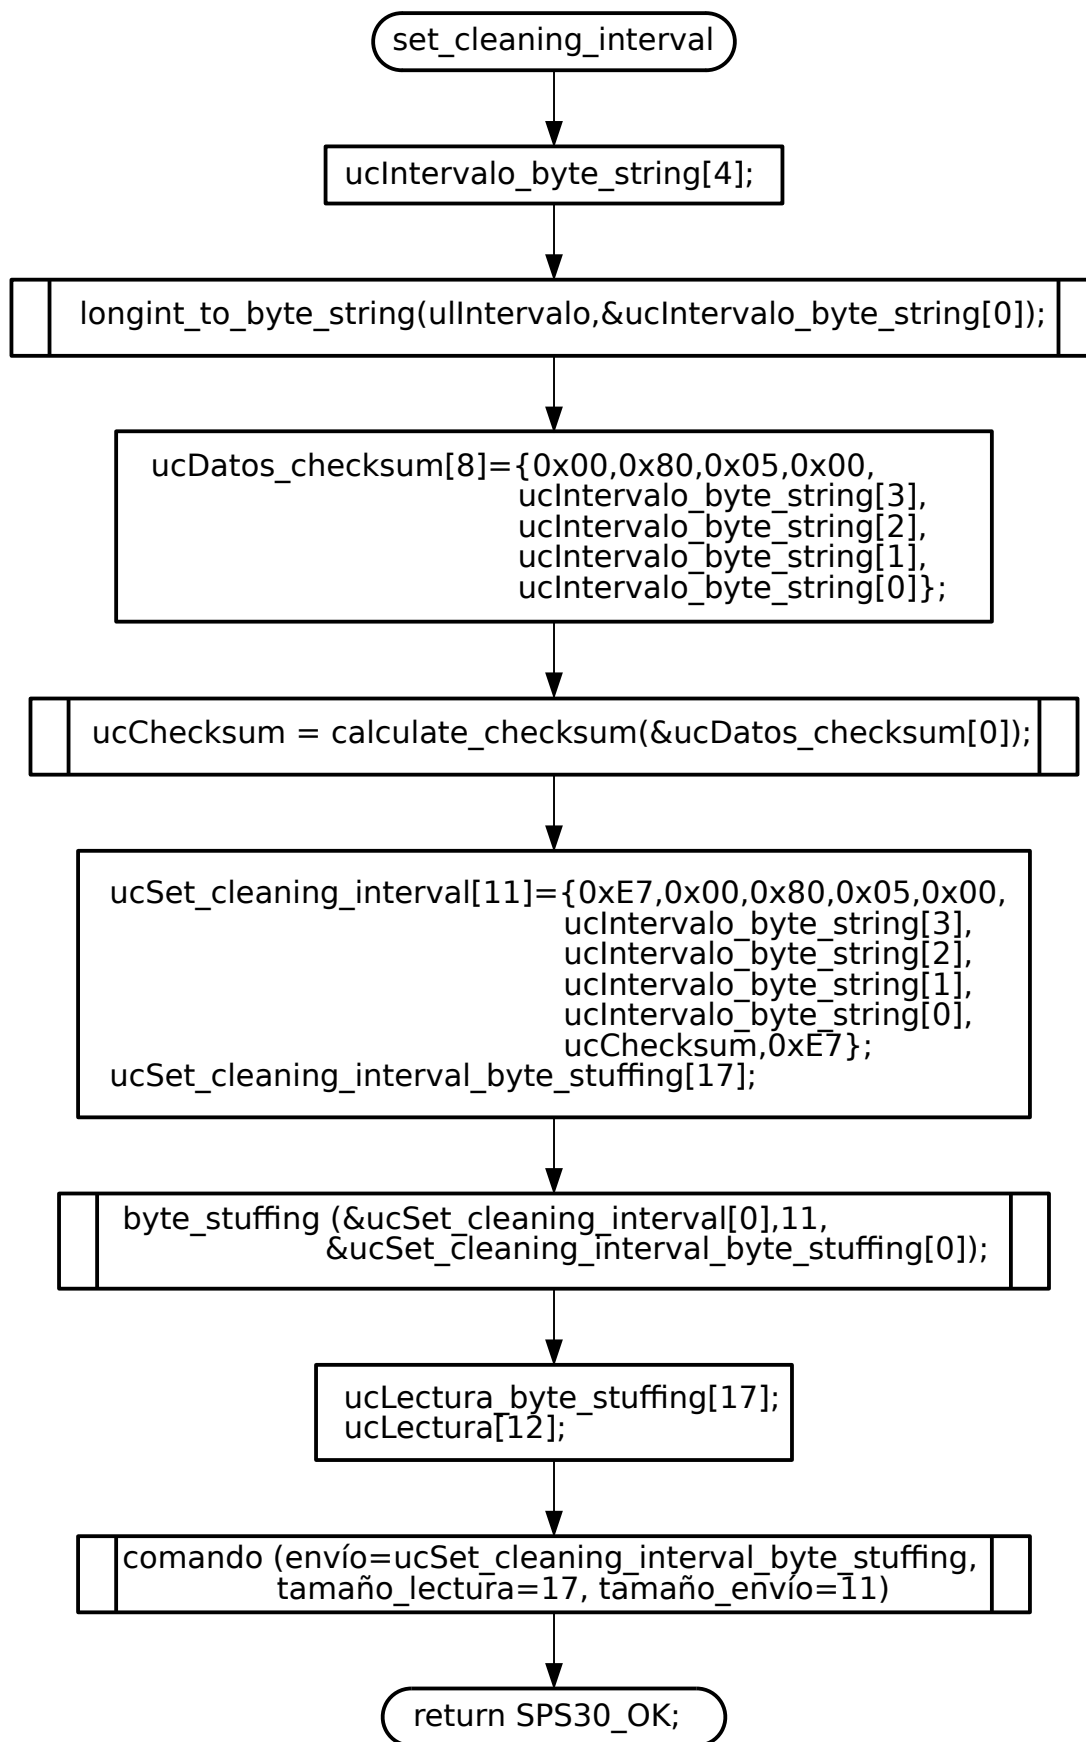 set_cleaning_interval
ucIntervalo_byte_string[4];
longint_to_byte_string(ulIntervalo,&ucIntervalo_byte_string[0]);
ucDatos_checksum[8]={0x00,0x80,0x05,0x00,
ucIntervalo_byte_string[3],
ucIntervalo_byte_string[2],
ucIntervalo_byte_string[1],
ucIntervalo_byte_string[0]};
ucChecksum = calculate_checksum(&ucDatos_checksum[0]);
ucSet_cleaning_interval[11]={0xE7,0x00,0x80,0x05,0x00,
ucIntervalo_byte_string[3],
ucIntervalo_byte_string[2],
ucIntervalo_byte_string[1],
ucIntervalo_byte_string[0],
ucChecksum,0xE7};
ucSet_cleaning_interval_byte_stuffing[17];
byte_stuffing (&ucSet_cleaning_interval[0],11,
&ucSet_cleaning_interval_byte_stuffing[0]);
ucLectura_byte_stuffing[17];
ucLectura[12];
comando (envío=ucSet_cleaning_interval_byte_stuffing,
tamaño_lectura=17, tamaño_envío=11)
return SPS30_OK;